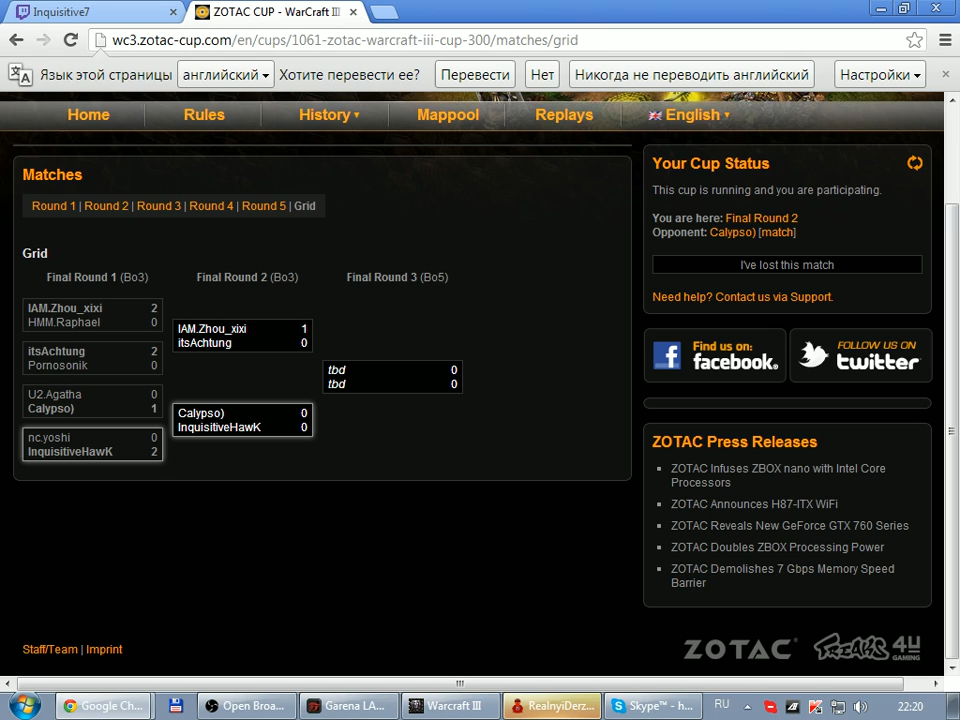 Inquisitive7
ZOTAC CUP - WarCraft III
wc3.zotac-cup.com/en/cups/1061-zotac-warcraft-iii-cup-300/matches/grid
Язык этой страницы английский Хотите перевести ее? Перевести Нет Никогда не переводить английский Настройки
Home Rules History Mappool Replays English
Matches
Round 1 | Round 2 | Round 3 | Round 4 | Round 5 | Grid
Grid
Final Round 1 (Bo3) Final Round 2 (Bo3) Final Round 3 (Bo5)
IAM.Zhou_xixi 2
HMM.Raphael 0
itsAchtung 2
Pornosonik 0
U2.Agatha 0
Calypso) 1
nc.yoshi 0
InquisitiveHawK 2
IAM.Zhou_xixi 1
itsAchtung 0
Calypso) 0
InquisitiveHawK 0
tbd 0
tbd 0
Your Cup Status
This cup is running and you are participating.
You are here: Final Round 2
Opponent: Calypso) [match]
I've lost this match
Need help? Contact us via Support.
Find us on:
facebook.
FOLLOW US ON
twitter
ZOTAC Press Releases
ZOTAC Infuses ZBOX nano with Intel Core
Processors
ZOTAC Announces H87-ITX WiFi
ZOTAC Reveals New GeForce GTX 760 Series
ZOTAC Doubles ZBOX Processing Power
ZOTAC Demolishes 7 Gbps Memory Speed
Barrier
Staff/Team | Imprint
ZOTAC FREAKS 4U GAMING
Google Ch... Open Broa... Garena LA... Warcraft III RealnyiDerz... Skype™ - h... RU 22:20